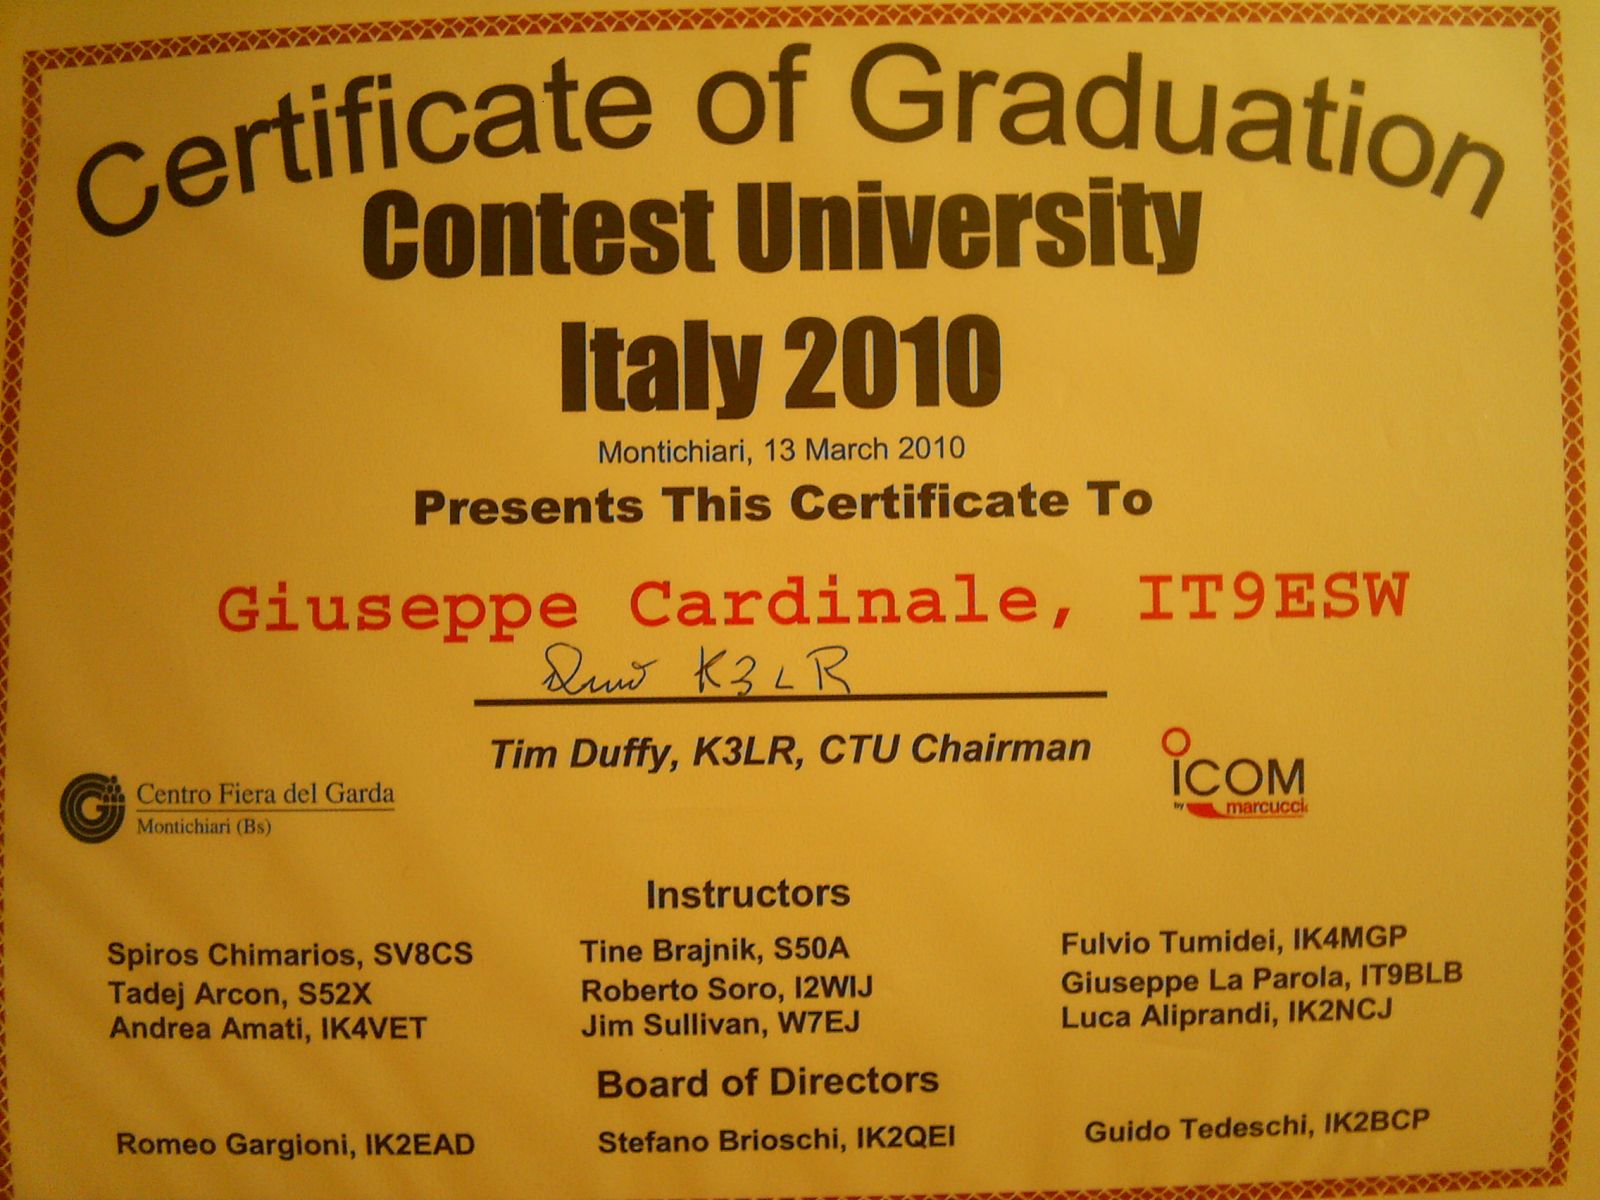 Certificate of Graduation
Contest University
Italy 2010
Montichiari, 13 March 2010
Presents This Certificate To
Giuseppe Cardinale, IT9ESW
K3LR
Tim Duffy, K3LR, CTU Chairman
Centro Fiera del Garda
Montichiari (Bs)
ICOM
by marcucci
Instructors
Spiros Chimarios, SV8CS
Tine Brajnik, S50A
Fulvio Tumidei, IK4MGP
Tadej Arcon, S52X
Roberto Soro, I2WIJ
Giuseppe La Parola, IT9BLB
Andrea Amati, IK4VET
Jim Sullivan, W7EJ
Luca Aliprandi, IK2NCJ
Board of Directors
Romeo Gargioni, IK2EAD
Stefano Brioschi, IK2QEI
Guido Tedeschi, IK2BCP